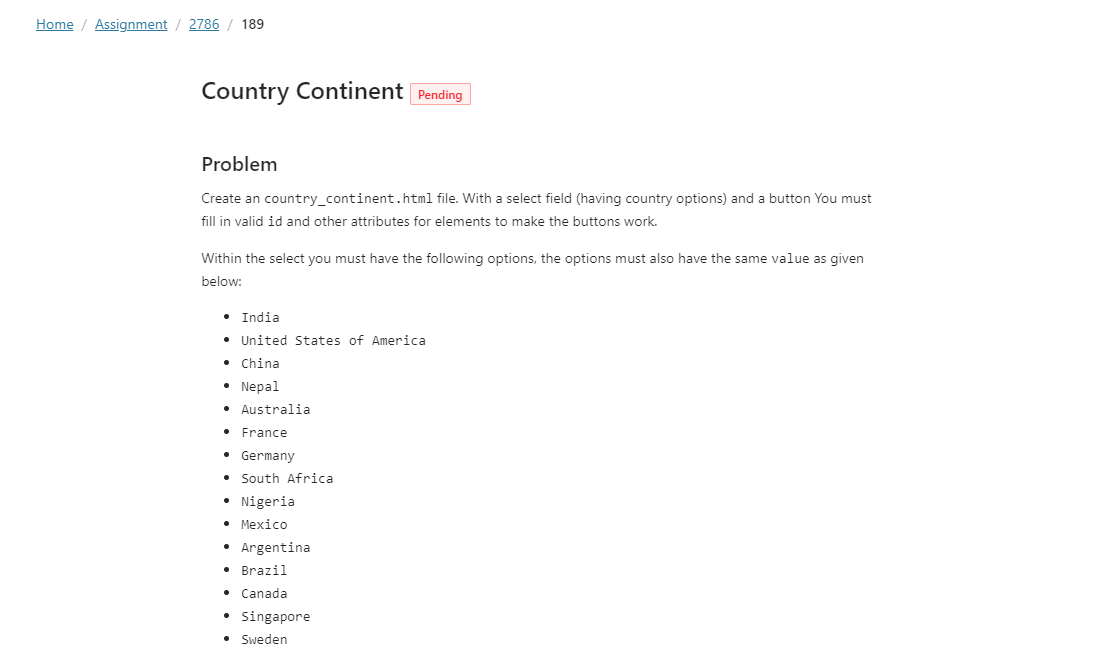 Home / Assignment / 2786 / 189
Country Continent Pending
Problem
Create an country_continent.html file. With a select field (having country options) and a button You must
fill in valid id and other attributes for elements to make the buttons work.
Within the select you must have the following options, the options must also have the same value as given
below:
• India
• United States of America
• China
• Nepal
• Australia
• France
• Germany
• South Africa
• Nigeria
• Mexico
• Argentina
• Brazil
• Canada
• Singapore
• Sweden